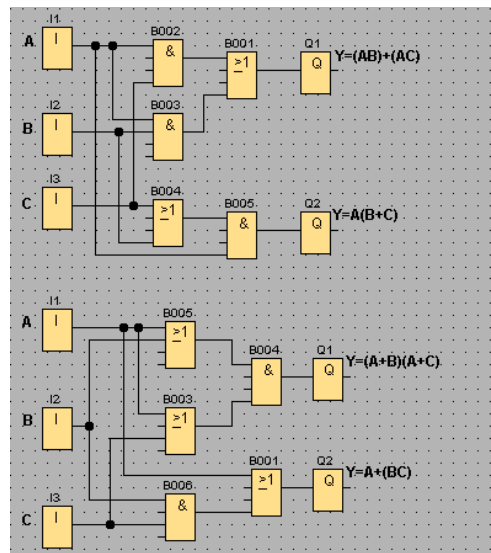 I1
A I
B002
&
B001
>1
Q1
Q
Y=(AB)+(AC)
I2
B I
B003
&
I3
C I
B004
>1
B005
&
Q2
Q
Y=A(B+C)
I1
A I
B005
>1
B004
&
Q1
Q
Y=(A+B)(A+C)
I2
B I
B003
>1
I3
C I
B006
&
B001
>1
Q2
Q
Y=A+(BC)